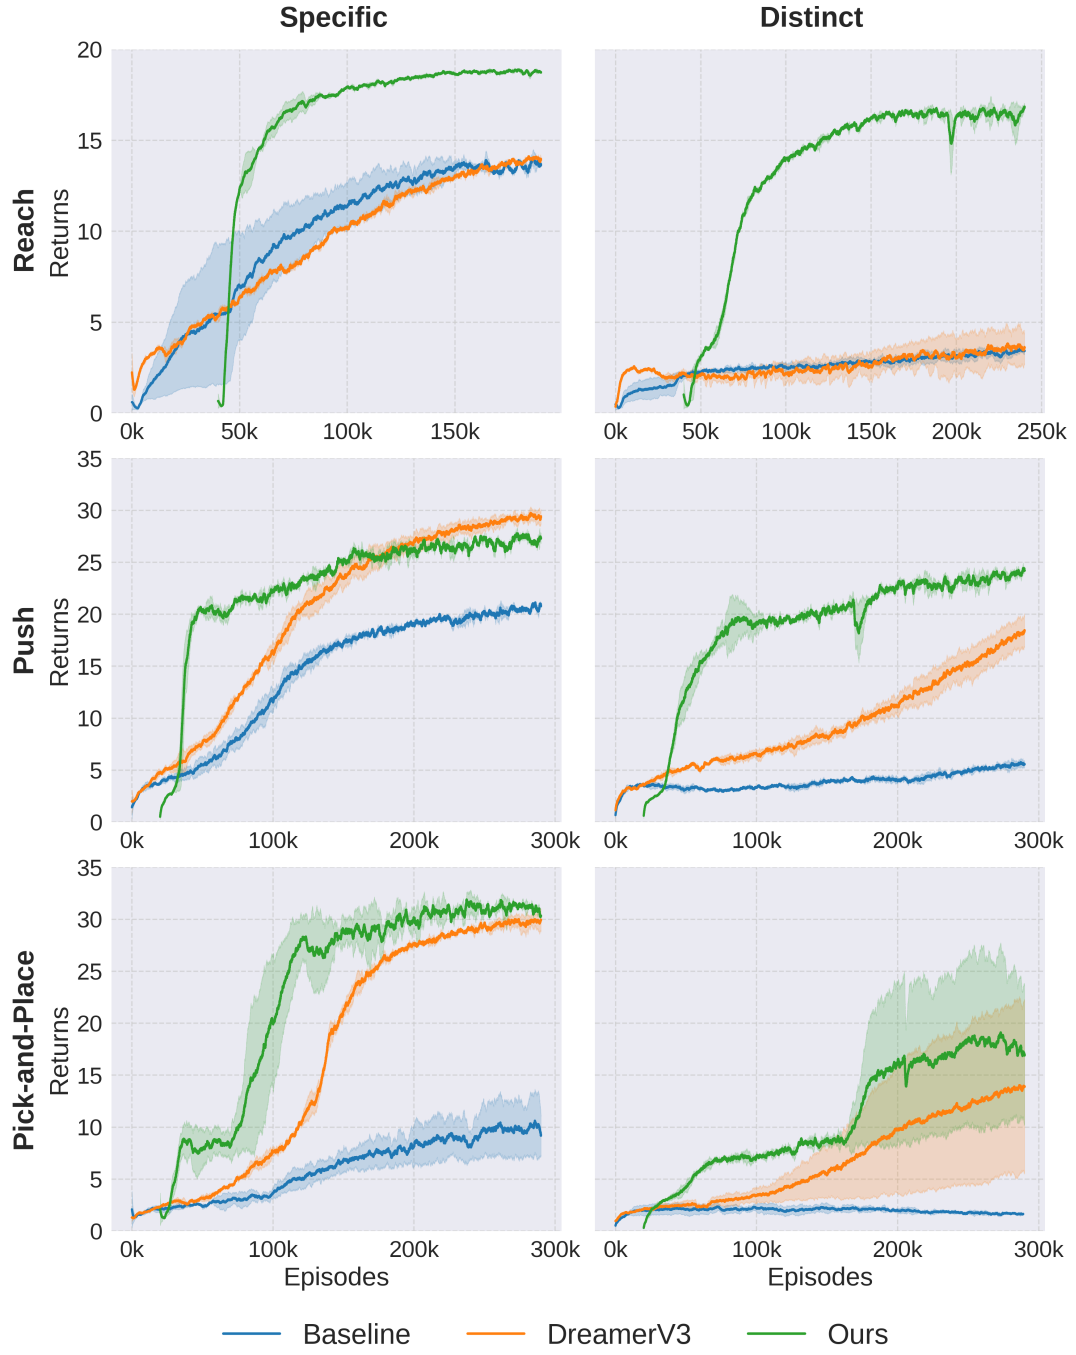 Specific Distinct
Reach
Returns
20
15
10
5
0
0k 50k 100k 150k
0k 50k 100k 150k 200k 250k
Push
Returns
35
30
25
20
15
10
5
0
0k 100k 200k 300k
0k 100k 200k 300k
Pick-and-Place
Returns
35
30
25
20
15
10
5
0
0k 100k 200k 300k
0k 100k 200k 300k
Episodes Episodes
Baseline DreamerV3 Ours